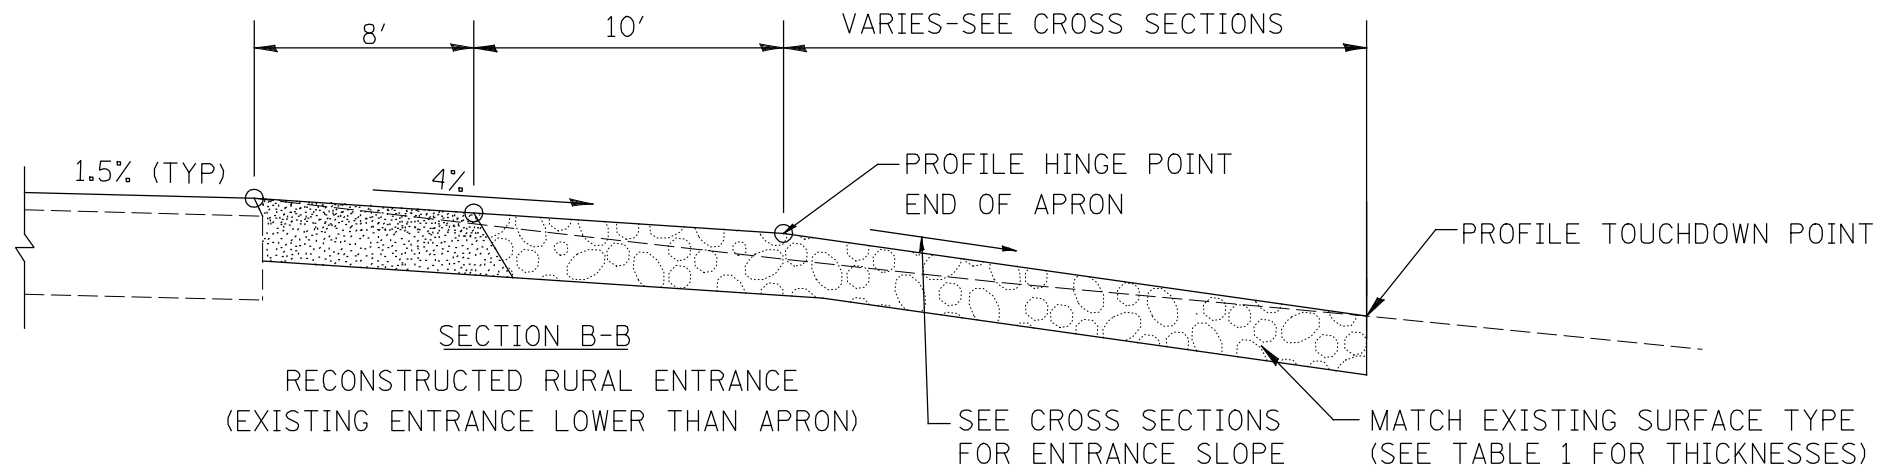 8'
10'
VARIES-SEE CROSS SECTIONS
1.5% (TYP)
4%
PROFILE HINGE POINT
END OF APRON
PROFILE TOUCHDOWN POINT
SECTION B-B
RECONSTRUCTED RURAL ENTRANCE
(EXISTING ENTRANCE LOWER THAN APRON)
SEE CROSS SECTIONS
FOR ENTRANCE SLOPE
MATCH EXISTING SURFACE TYPE
(SEE TABLE 1 FOR THICKNESSES)